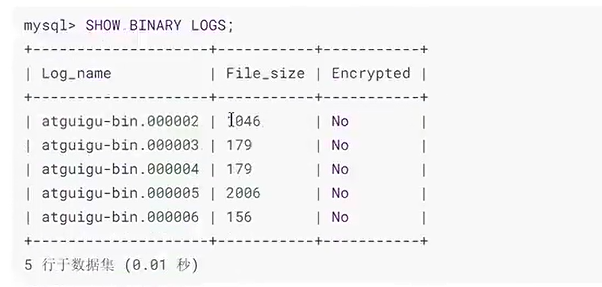 mysql> SHOW BINARY LOGS;
+--------------------+-----------+-----------+
| Log_name           | File_size | Encrypted |
+--------------------+-----------+-----------+
| atguigu-bin.000002 | 1046      | No        |
| atguigu-bin.000003 | 179       | No        |
| atguigu-bin.000004 | 179       | No        |
| atguigu-bin.000005 | 2006      | No        |
| atguigu-bin.000006 | 156       | No        |
+--------------------+-----------+-----------+
5 行于数据集 (0.01 秒)